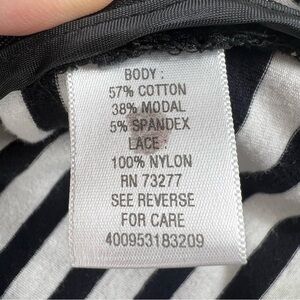 BODY :
57% COTTON
38% MODAL
5% SPANDEX
LACE :
100% NYLON
RN 73277
SEE REVERSE
FOR CARE
400953183209